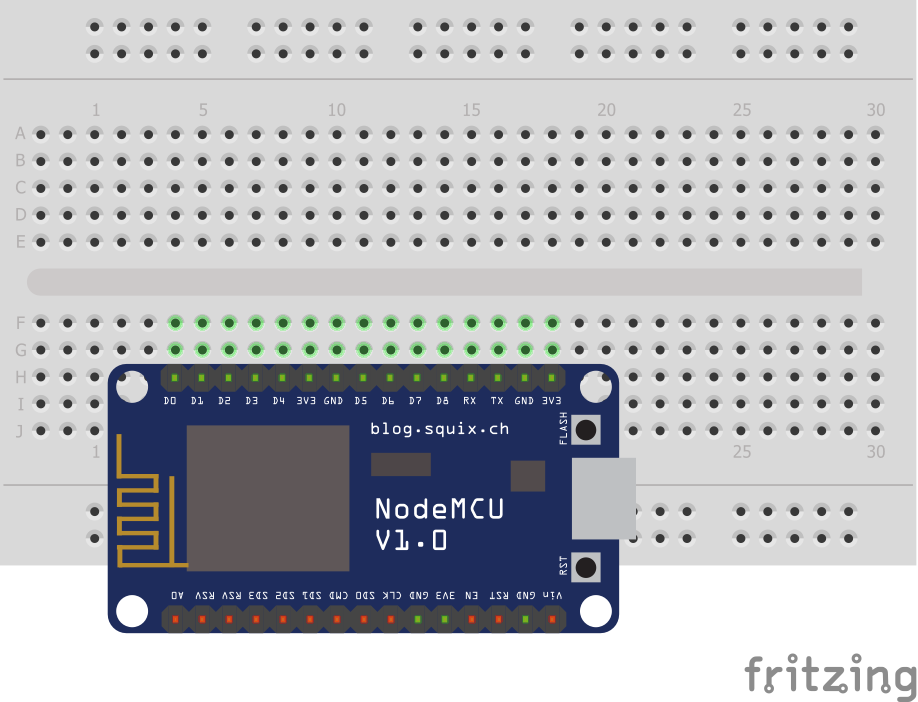 1 5 10 15 20 25 30
A
B
C
D
E
F
G
H
I
J
D0 D1 D2 D3 D4 3V3 GND D5 D6 D7 D8 RX TX GND 3V3
blog.squix.ch
FLASH
1 25 30
NodeMCU
V1.0
RST
A0 RSV RSV SD3 SD2 SD1 CMD SD0 CLK GND 3V3 EN RST GND Vin
fritzing